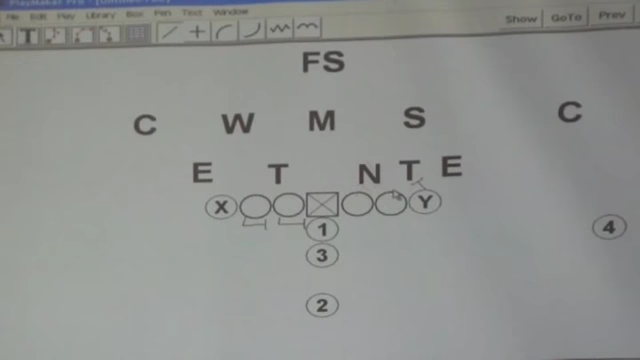 File Edit Play Library Box Pen Text Window
T
Show GoTo Prev
FS
C W M S C
E T N T E
X Y
1 4
3
2